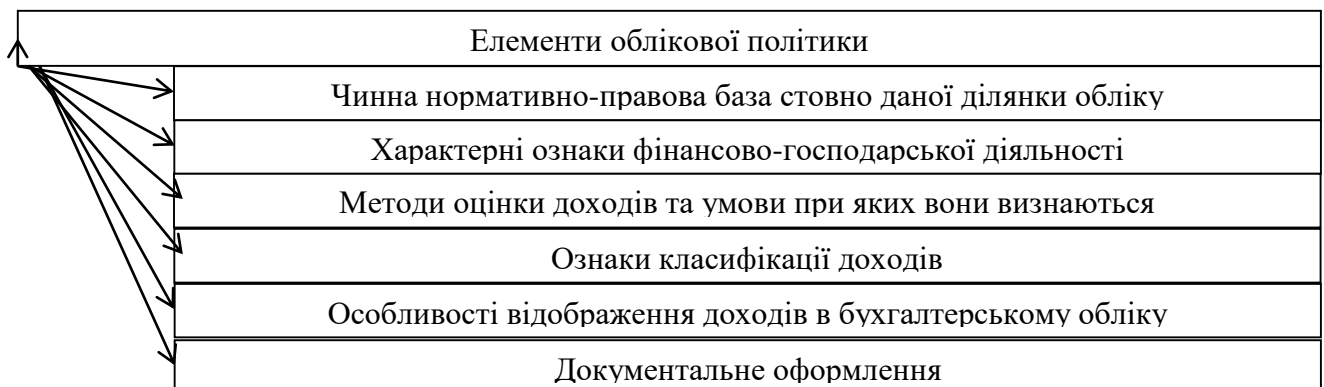 Елементи облікової політики
Чинна нормативно-правова база стовно даної ділянки обліку
Характерні ознаки фінансово-господарської діяльності
Методи оцінки доходів та умови при яких вони визнаються
Ознаки класифікації доходів
Особливості відображення доходів в бухгалтерському обліку
Документальне оформлення